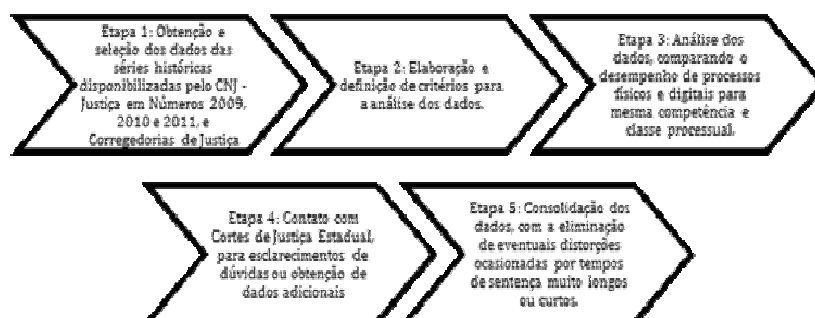 Etapa 1: Obtenção e
seleção dos dados das
séries históricas
disponibilizadas pelo CNJ -
Justiça em Números 2009,
2010 e 2011, e
Corregedorias de Justiça
Etapa 2: Elaboração e
definição de critérios para
a análise dos dados.
Etapa 3: Análise dos
dados, comparando o
desempenho de processos
físicos e digitais para
mesma competência e
classe processual.
Etapa 4: Contato com
Cortes de Justiça Estadual,
para esclarecimentos de
dúvidas ou obtenção de
dados adicionais
Etapa 5: Consolidação dos
dados, com a eliminação
de eventuais distorções
ocasionadas por tempos
de sentença muito longos
ou curtos.